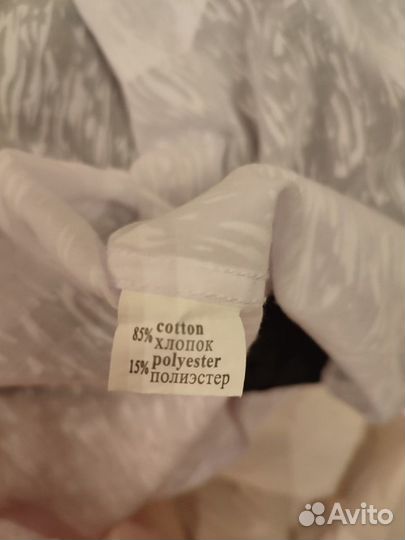 85% cotton
ХЛОПОК
15% polyester
ПОЛИЭСТЕР
Avito